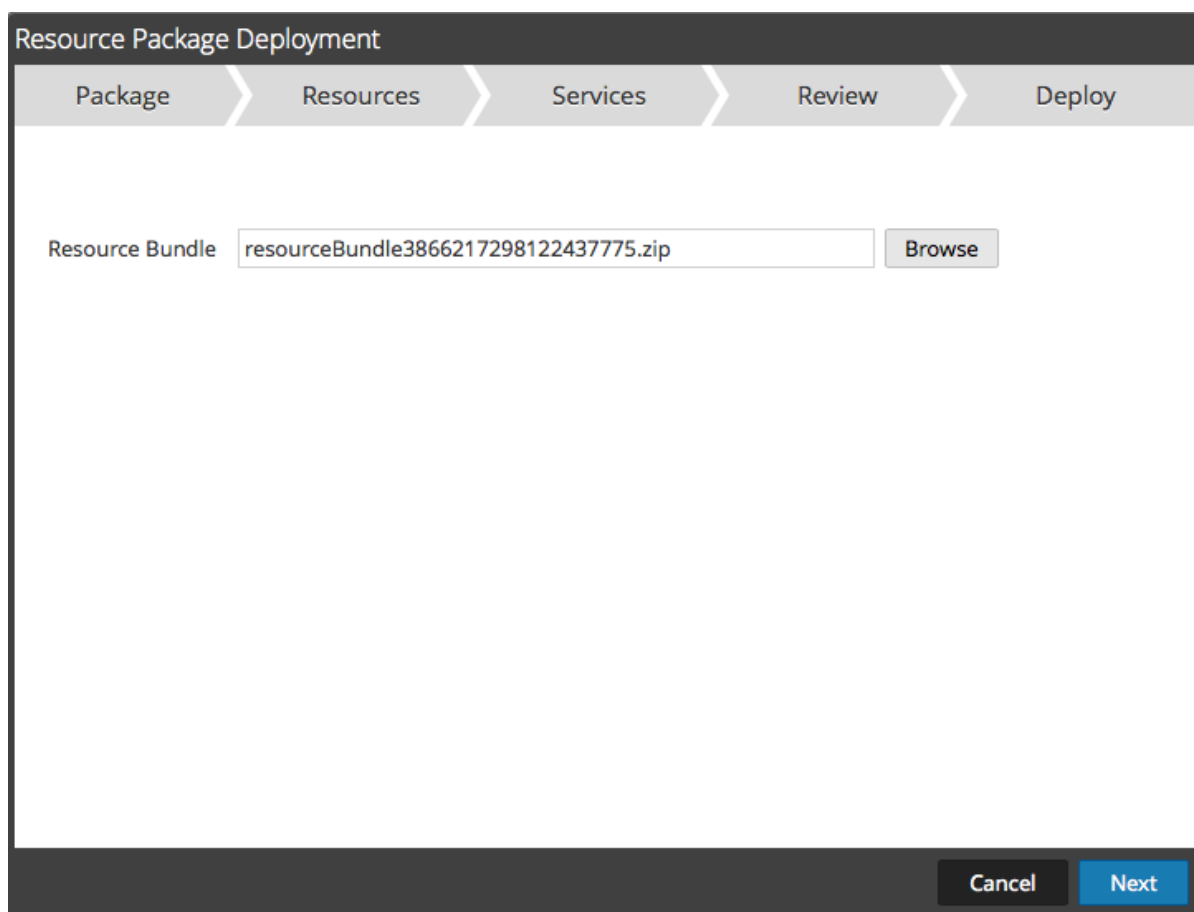 Resource Package Deployment
Package Resources Services Review Deploy
Resource Bundle resourceBundle3866217298122437775.zip Browse
Cancel Next